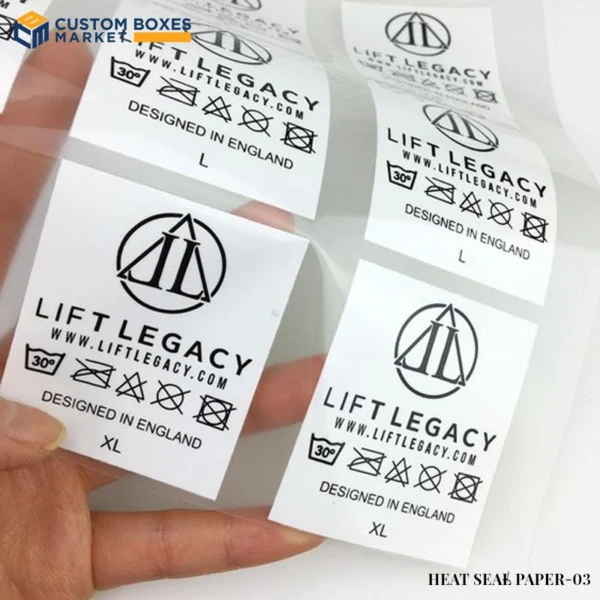 CUSTOM BOXES
MARKET
LIFT LEGACY
WWW.LIFTLEGACY.COM
30°
DESIGNED IN ENGLAND
L
LIFT LEGACY
LIFT LEGACY
WWW.LIFTLEGACY.COM
30°
DESIGNED IN ENGLAND
L
LIFT LEGACY
WWW.LIFTLEGACY.COM
30°
DESIGNED IN ENGLAND
XL
LIFT LEGACY
WWW.LIFTLEGACY.COM
30°
DESIGNED IN ENGLAND
XL
HEAT SEAL PAPER-03